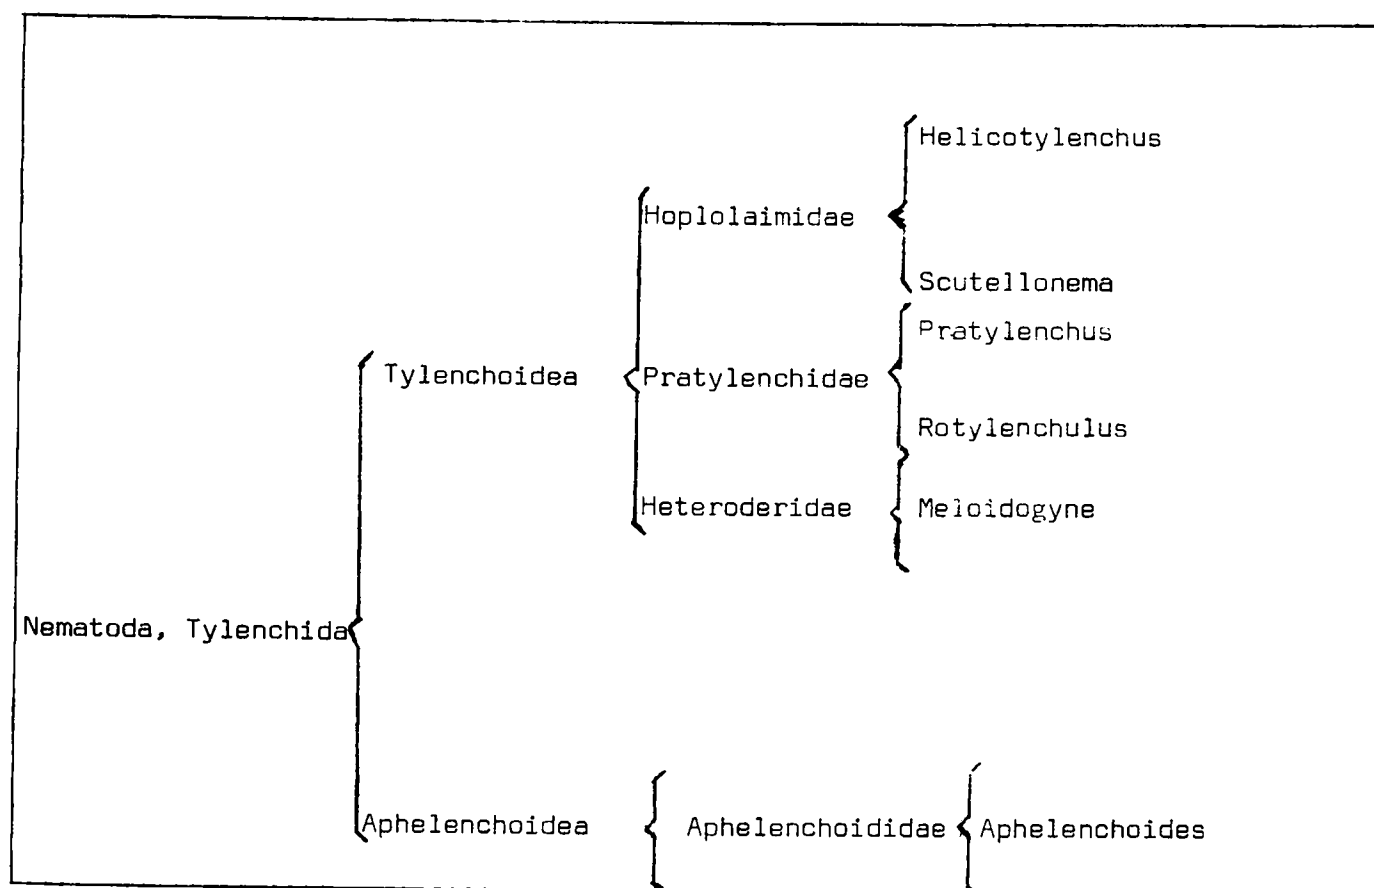 Helicotylenchus
Hoplolaimidae
Scutellonema
Pratylenchus
Tylenchoidea Pratylenchidae
Rotylenchulus
Heteroderidae Meloidogyne
Nematoda, Tylenchida
Aphelenchoidea Aphelenchoididae Aphelenchoides